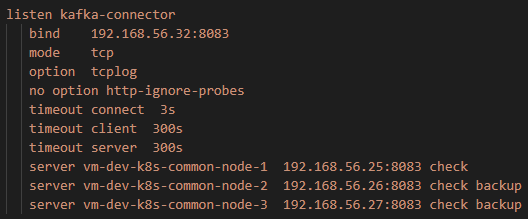 listen kafka-connector
    bind    192.168.56.32:8083
    mode    tcp
    option  tcplog
    no option http-ignore-probes
    timeout connect  3s
    timeout client  300s
    timeout server  300s
    server vm-dev-k8s-common-node-1  192.168.56.25:8083 check
    server vm-dev-k8s-common-node-2  192.168.56.26:8083 check backup
    server vm-dev-k8s-common-node-3  192.168.56.27:8083 check backup